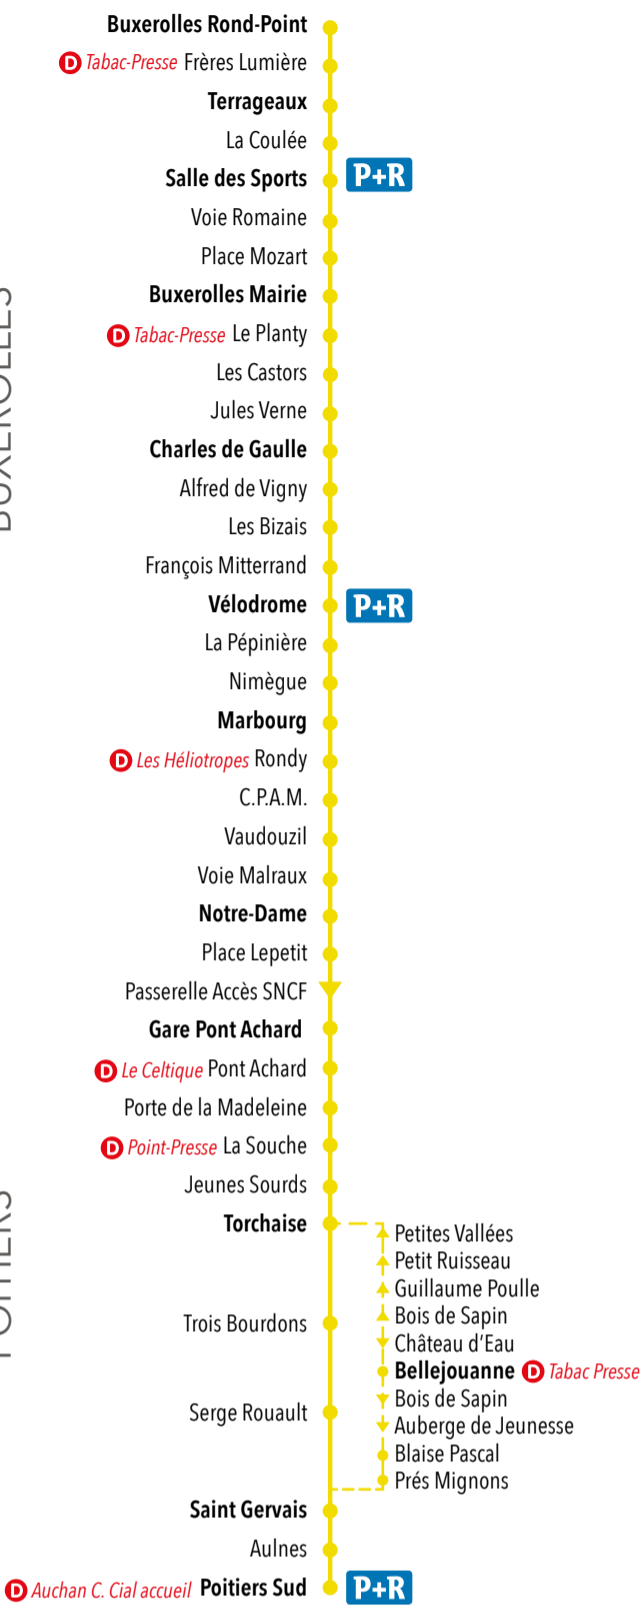 Buxerolles Rond-Point
D Tabac-Presse Frères Lumière
Terrageaux
La Coulée
Salle des Sports P+R
Voie Romaine
Place Mozart
Buxerolles Mairie
D Tabac-Presse Le Planty
Les Castors
Jules Verne
Charles de Gaulle
Alfred de Vigny
Les Bizais
François Mitterrand
Vélodrome P+R
La Pépinière
Nimègue
Marbourg
D Les Héliotropes Rondy
C.P.A.M.
Vaudouzil
Voie Malraux
Notre-Dame
Place Lepetit
Passerelle Accès SNCF
Gare Pont Achard
D Le Celtique Pont Achard
Porte de la Madeleine
D Point-Presse La Souche
Jeunes Sourds
Torchaise
Petites Vallées
Petit Ruisseau
Guillaume Poulle
Bois de Sapin
Trois Bourdons
Château d'Eau
Bellejouanne D Tabac Presse
Bois de Sapin
Serge Rouault
Auberge de Jeunesse
Blaise Pascal
Prés Mignons
Saint Gervais
Aulnes
D Auchan C. Cial accueil Poitiers Sud P+R
BUXEROLLES
POITIERS